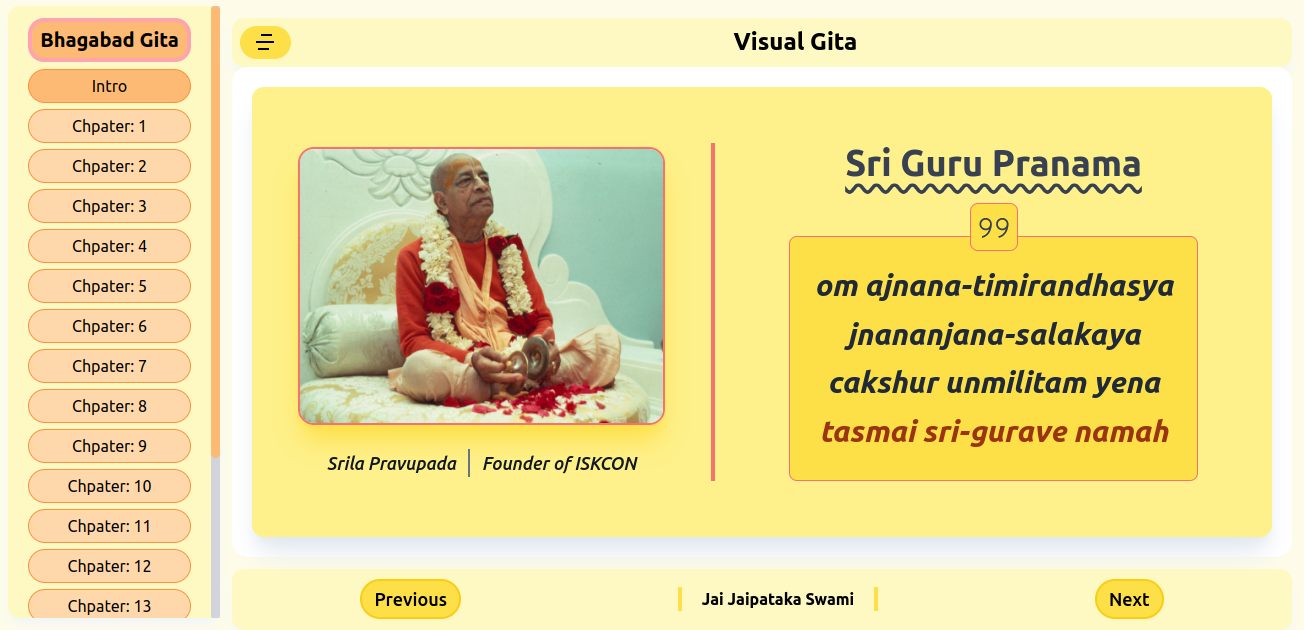 Bhagabad Gita
Intro
Chpater: 1
Chpater: 2
Chpater: 3
Chpater: 4
Chpater: 5
Chpater: 6
Chpater: 7
Chpater: 8
Chpater: 9
Chpater: 10
Chpater: 11
Chpater: 12
Chpater: 13
Visual Gita
Srila Pravupada
Founder of ISKCON
Sri Guru Pranama
om ajnana-timirandhasya
jnananjana-salakaya
cakshur unmilitam yena
tasmai sri-gurave namah
Previous
Jai Jaipataka Swami
Next